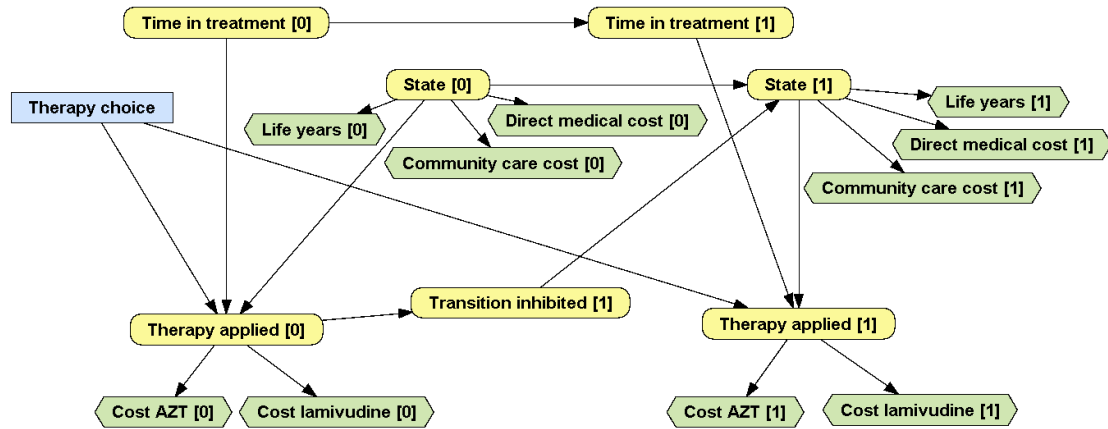 Time in treatment [0]
Time in treatment [1]
State [0]
State [1]
Therapy choice
Life years [0]
Direct medical cost [0]
Life years [1]
Direct medical cost [1]
Community care cost [0]
Community care cost [1]
Transition inhibited [1]
Therapy applied [0]
Therapy applied [1]
Cost AZT [0]
Cost lamivudine [0]
Cost AZT [1]
Cost lamivudine [1]